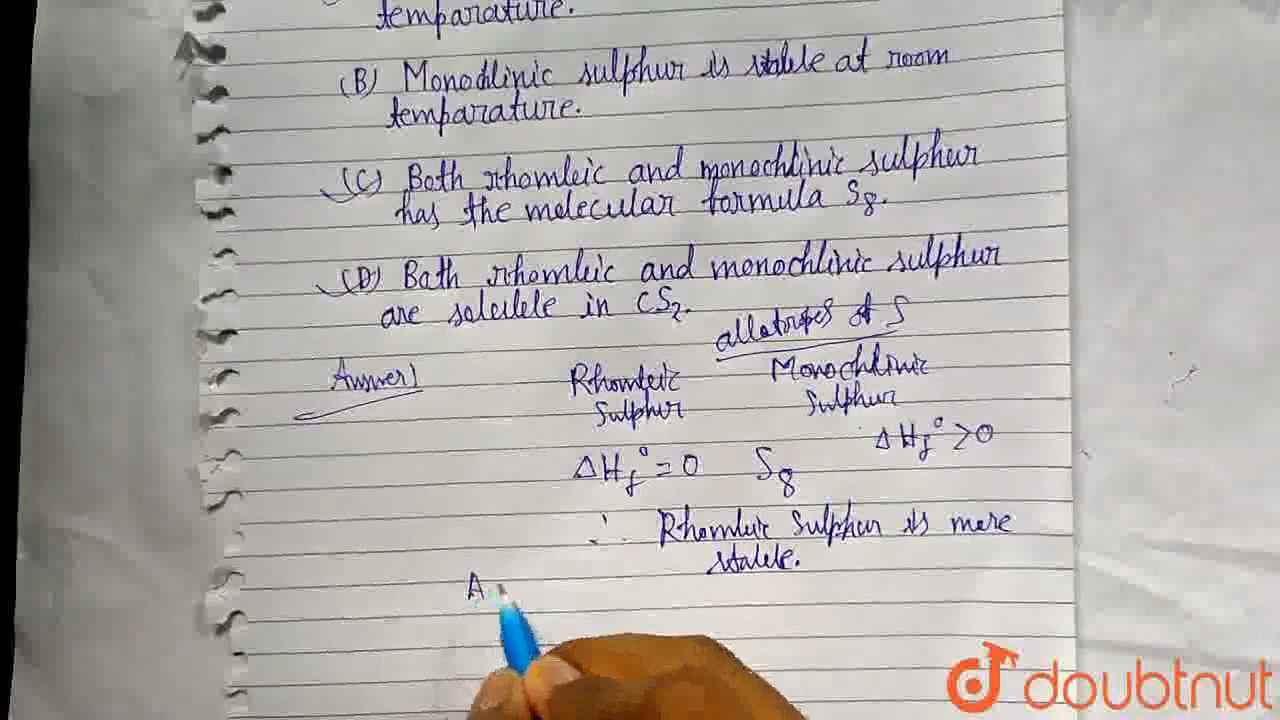 temparature.
(B) Monoclinic sulphur is stable at room
temparature.
(C) Both rhombic and monochlinic sulphur
has the molecular formula S8.
(D) Both rhombic and monochlinic sulphur
are soluble in CS2.
allotropes of S
Answer)
Rhombic
Sulphur
Monochlinic
Sulphur
ΔHf° = 0
S8
ΔHf° > 0
∴ Rhombic Sulphur is more
stable.
A
doubtnut